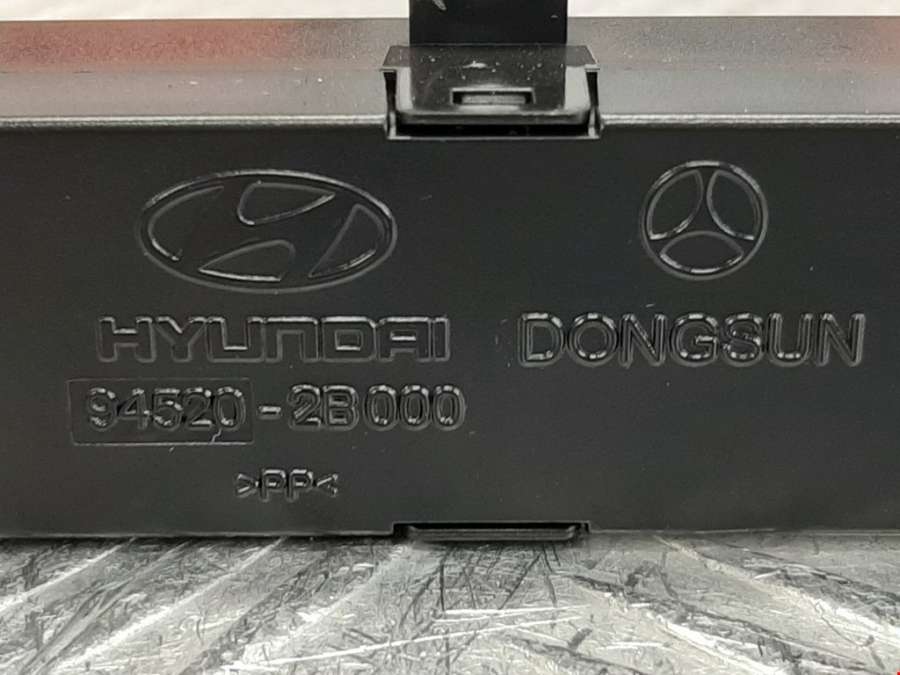 HYUNDAI
DONGSUN
94520-2B000
>PP<